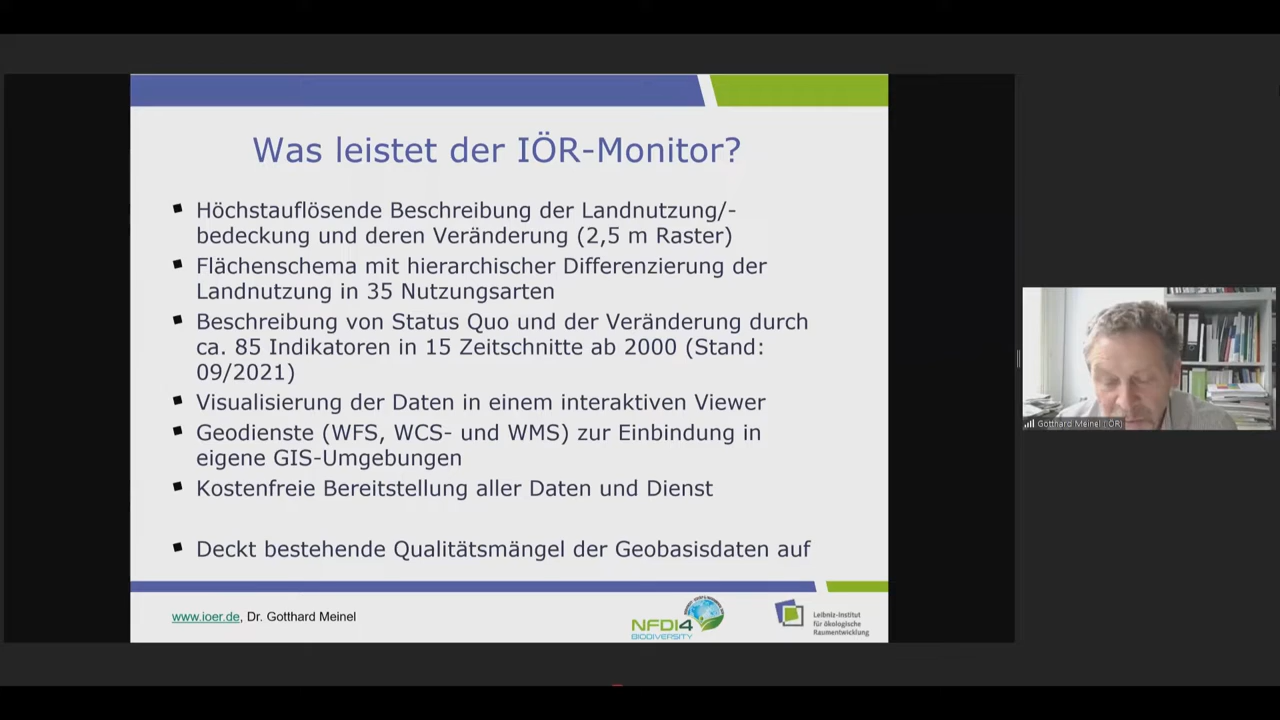 Was leistet der IÖR-Monitor?
Höchstauflösende Beschreibung der Landnutzung/-
bedeckung und deren Veränderung (2,5 m Raster)
Flächenschema mit hierarchischer Differenzierung der
Landnutzung in 35 Nutzungsarten
Beschreibung von Status Quo und der Veränderung durch
ca. 85 Indikatoren in 15 Zeitschnitte ab 2000 (Stand:
09/2021)
Visualisierung der Daten in einem interaktiven Viewer
Geodienste (WFS, WCS- und WMS) zur Einbindung in
eigene GIS-Umgebungen
Kostenfreie Bereitstellung aller Daten und Dienst
Deckt bestehende Qualitätsmängel der Geobasisdaten auf
www.ioer.de, Dr. Gotthard Meinel
NFDI4
BIODIVERSITY
Leibniz-Institut
für ökologische
Raumentwicklung
Gotthard Meinel (IÖR)